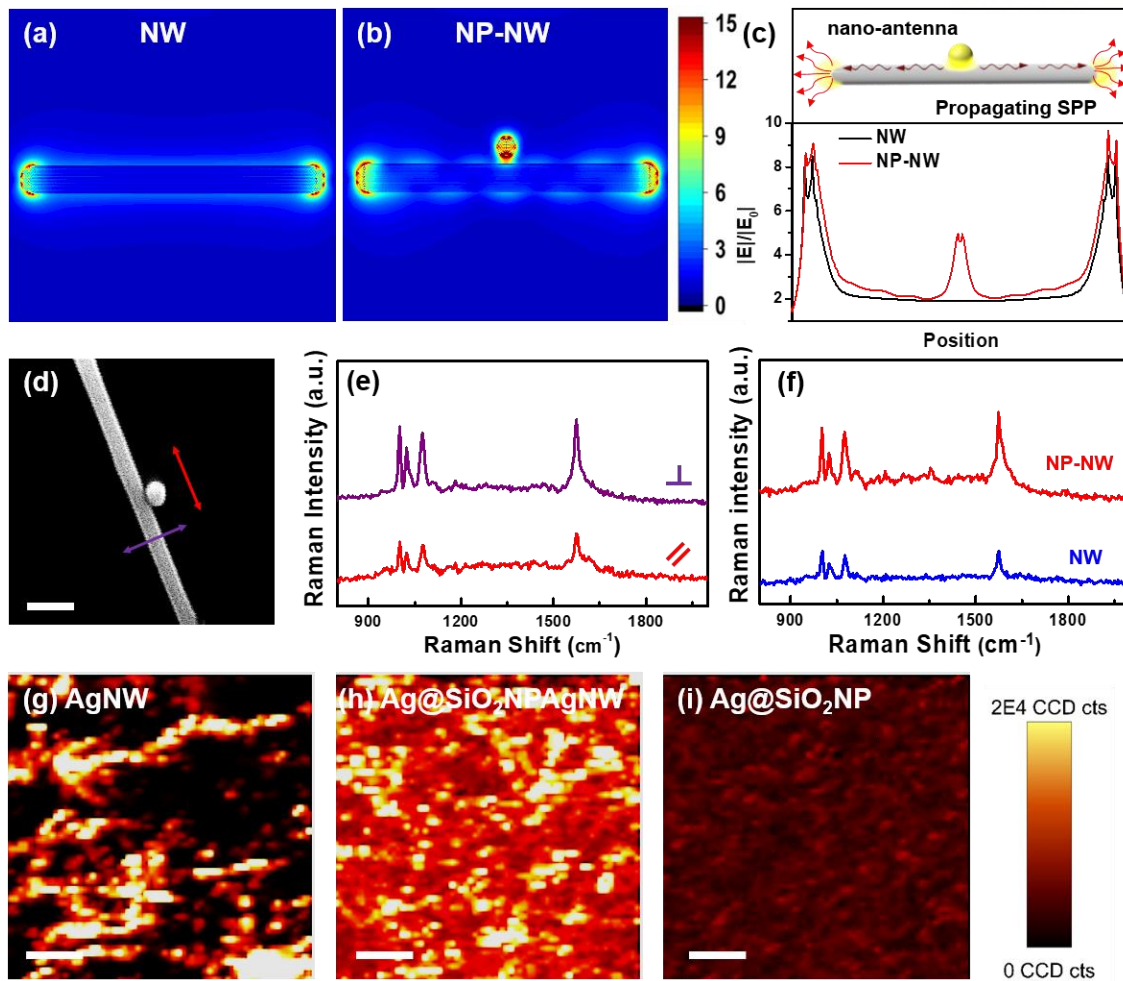 (a) NW
(b) NP-NW
15
12
9
6
3
0
(c)
nano-antenna
Propagating SPP
10
8
6
4
2
|E|/|E₀|
NW
NP-NW
Position
(d)
(e)
Raman Intensity (a.u.)
⊥
//
900 1200 1500 1800
Raman Shift (cm⁻¹)
(f)
Raman intensity (a.u.)
NP-NW
NW
900 1200 1500 1800
Raman Shift (cm⁻¹)
(g) AgNW
(h) Ag@SiO₂NPAgNW
(i) Ag@SiO₂NP
2E4 CCD cts
0 CCD cts